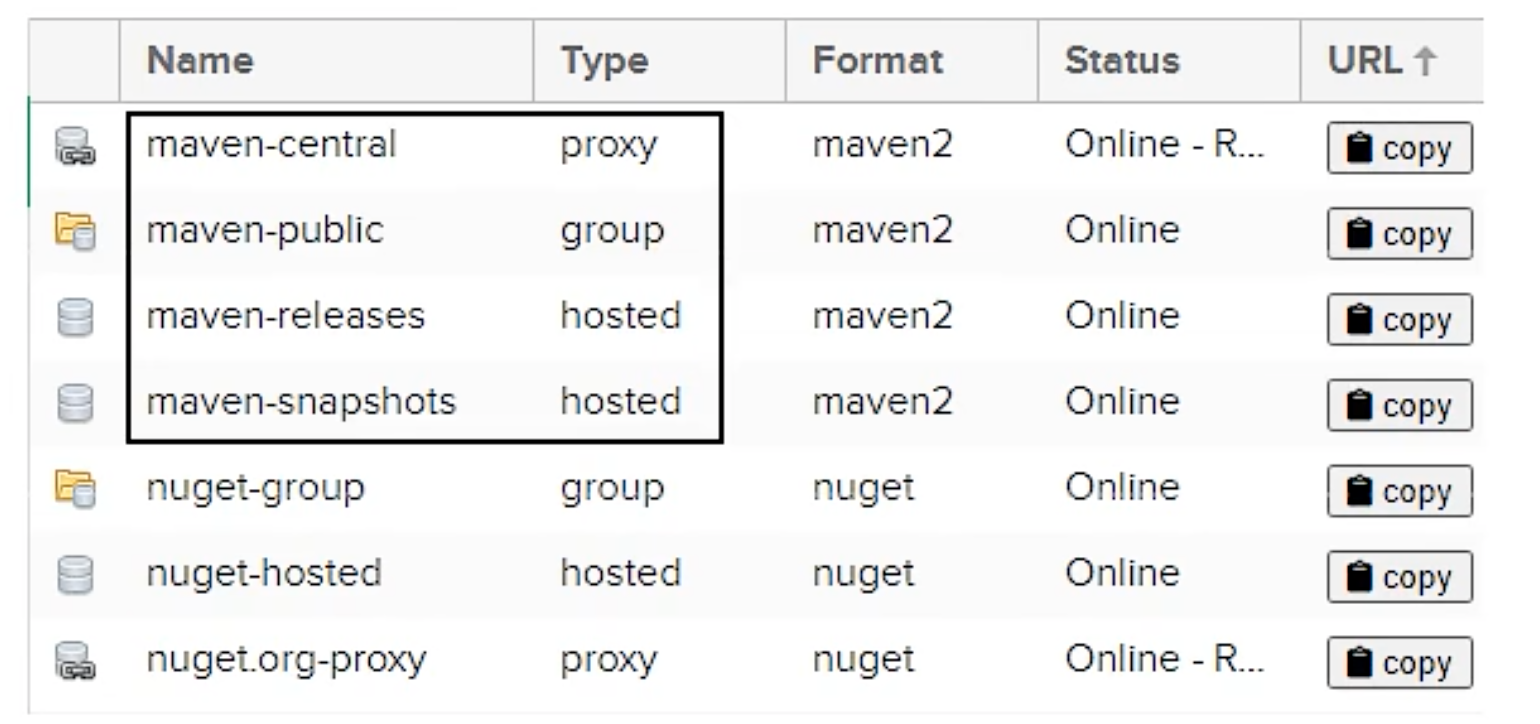 Name Type Format Status URL ↑
maven-central proxy maven2 Online - R... copy
maven-public group maven2 Online copy
maven-releases hosted maven2 Online copy
maven-snapshots hosted maven2 Online copy
nuget-group group nuget Online copy
nuget-hosted hosted nuget Online copy
nuget.org-proxy proxy nuget Online - R... copy